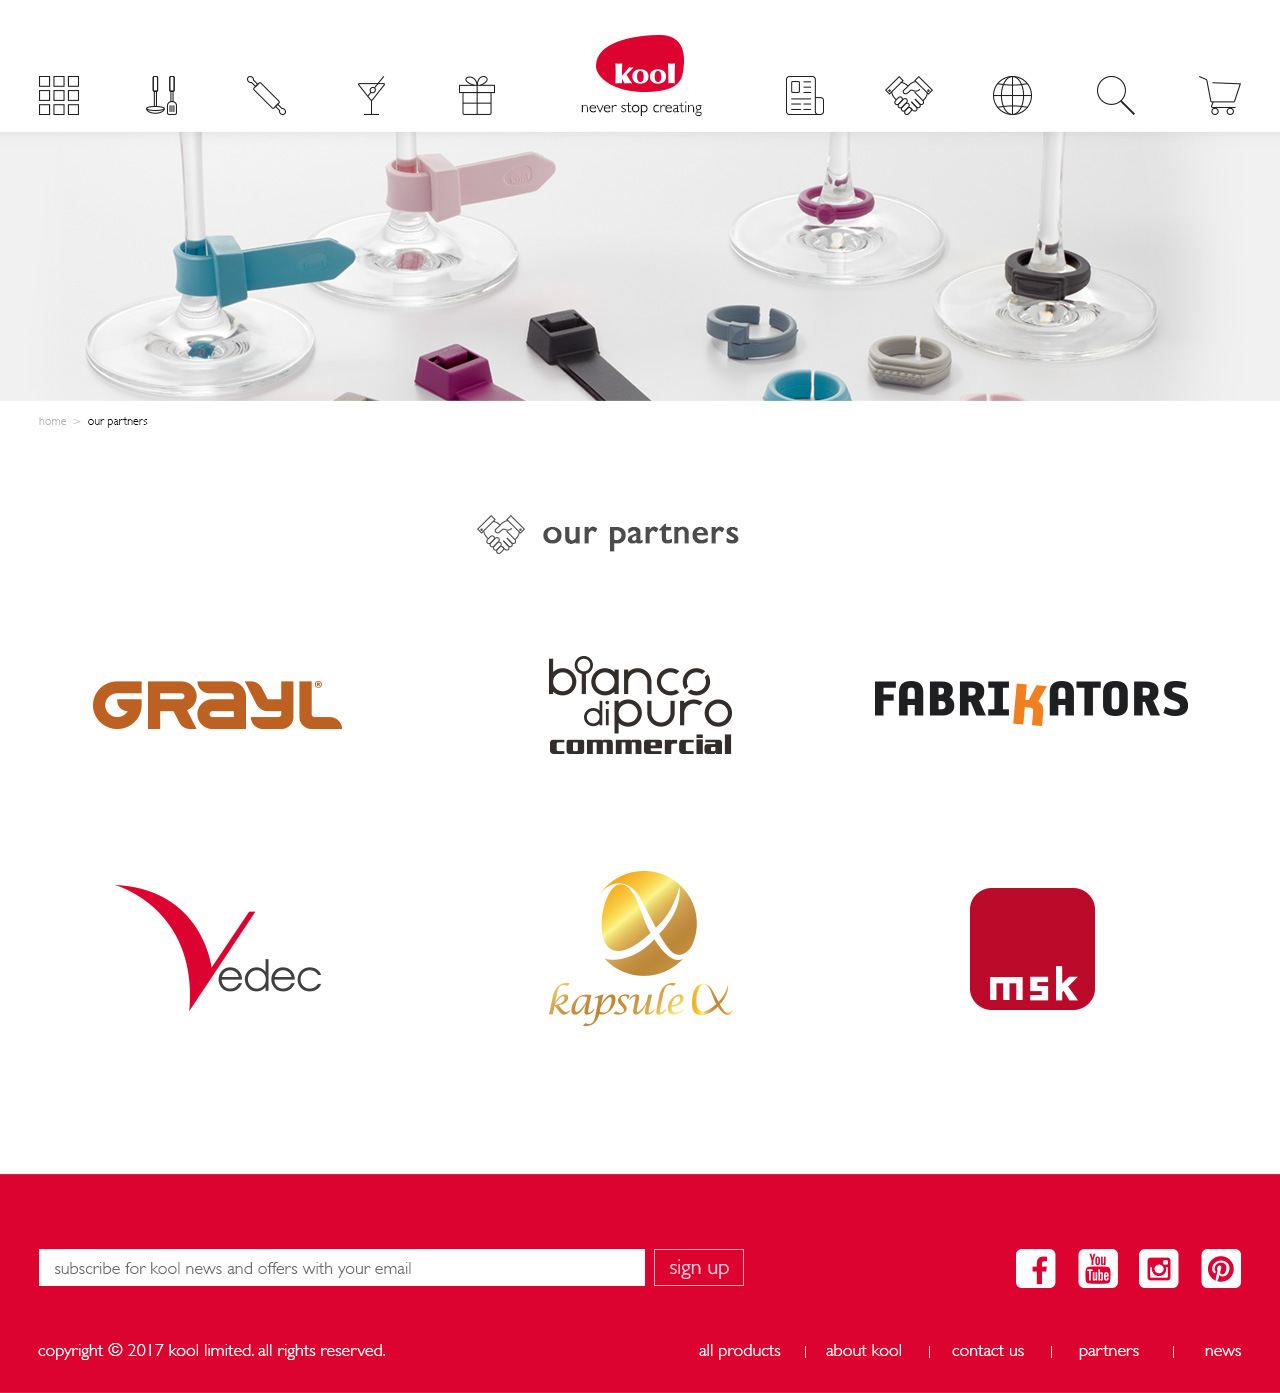 kool
never stop creating
kool
kool
home > our partners
our partners
GRAYL®
bianco
di puro
commercial
FABRIKATORS
Vedec
kapsule α
msk
subscribe for kool news and offers with your email
sign up
You
Tube
copyright © 2017 kool limited. all rights reserved.
all products | about kool | contact us | partners | news